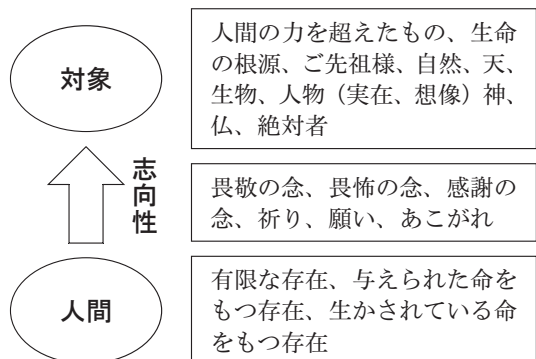 対象
人間の力を超えたもの、生命
の根源、ご先祖様、自然、天、
生物、人物（実在、想像）神、
仏、絶対者
志向性
畏敬の念、畏怖の念、感謝の
念、祈り、願い、あこがれ
人間
有限な存在、与えられた命を
もつ存在、生かされている命
をもつ存在